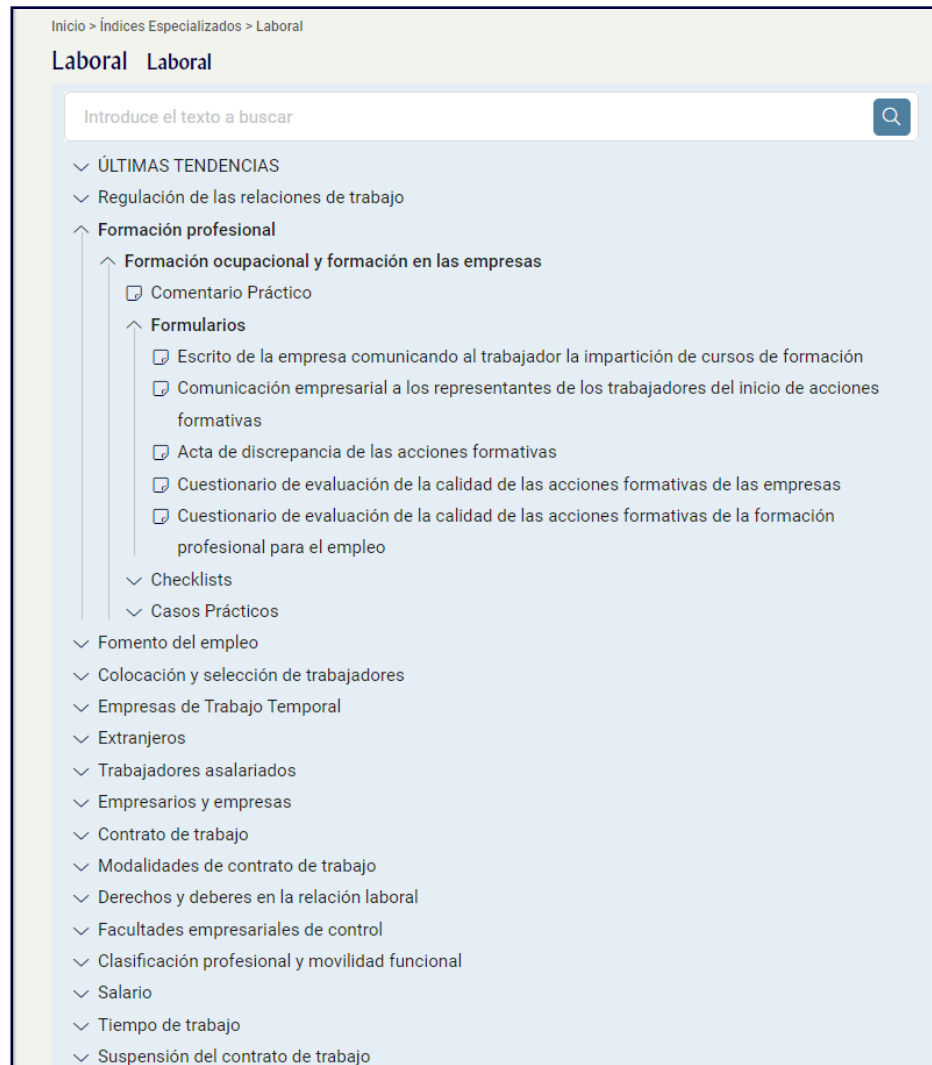 Inicio > Índices Especializados > Laboral
Laboral Laboral
Introduce el texto a buscar
ÚLTIMAS TENDENCIAS
Regulación de las relaciones de trabajo
Formación profesional
Formación ocupacional y formación en las empresas
Comentario Práctico
Formularios
Escrito de la empresa comunicando al trabajador la impartición de cursos de formación
Comunicación empresarial a los representantes de los trabajadores del inicio de acciones
formativas
Acta de discrepancia de las acciones formativas
Cuestionario de evaluación de la calidad de las acciones formativas de las empresas
Cuestionario de evaluación de la calidad de las acciones formativas de la formación
profesional para el empleo
Checklists
Casos Prácticos
Fomento del empleo
Colocación y selección de trabajadores
Empresas de Trabajo Temporal
Extranjeros
Trabajadores asalariados
Empresarios y empresas
Contrato de trabajo
Modalidades de contrato de trabajo
Derechos y deberes en la relación laboral
Facultades empresariales de control
Clasificación profesional y movilidad funcional
Salario
Tiempo de trabajo
Suspensión del contrato de trabajo